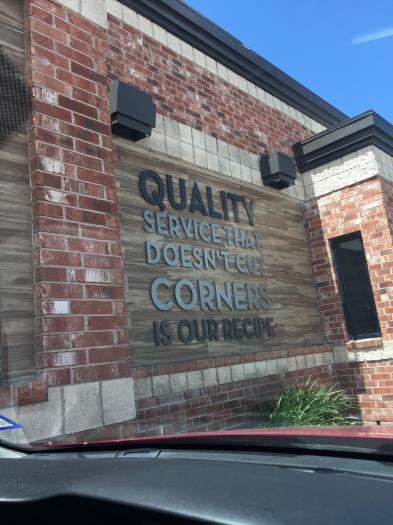 QUALITY
SERVICE THAT
DOESN'T CUT
CORNERS
IS OUR RECIPE